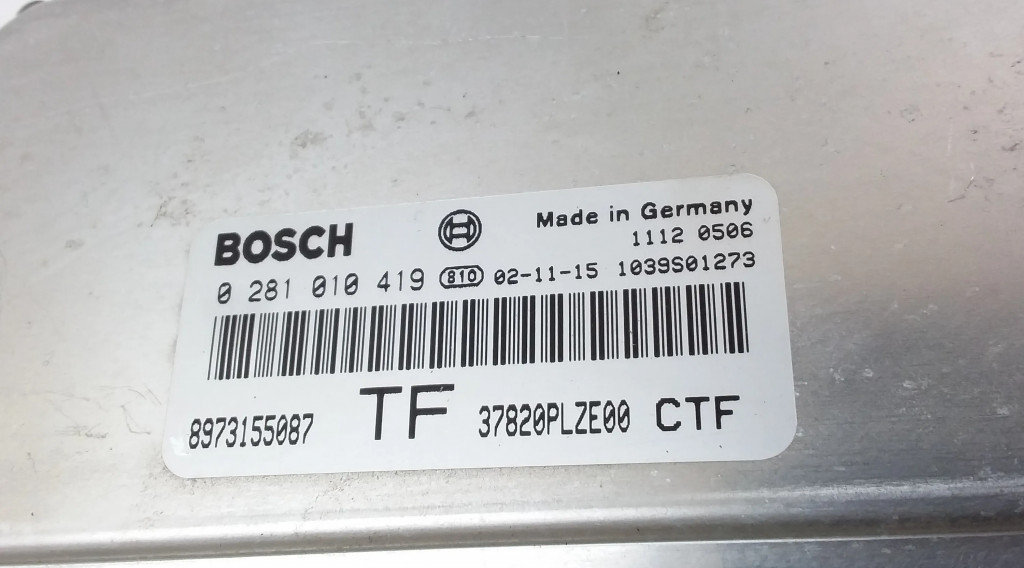 BOSCH
Made in Germany
1112 0506
0 281 010 419 810 02-11-15 1039S01273
8973155087 TF 37820PLZE00 CTF